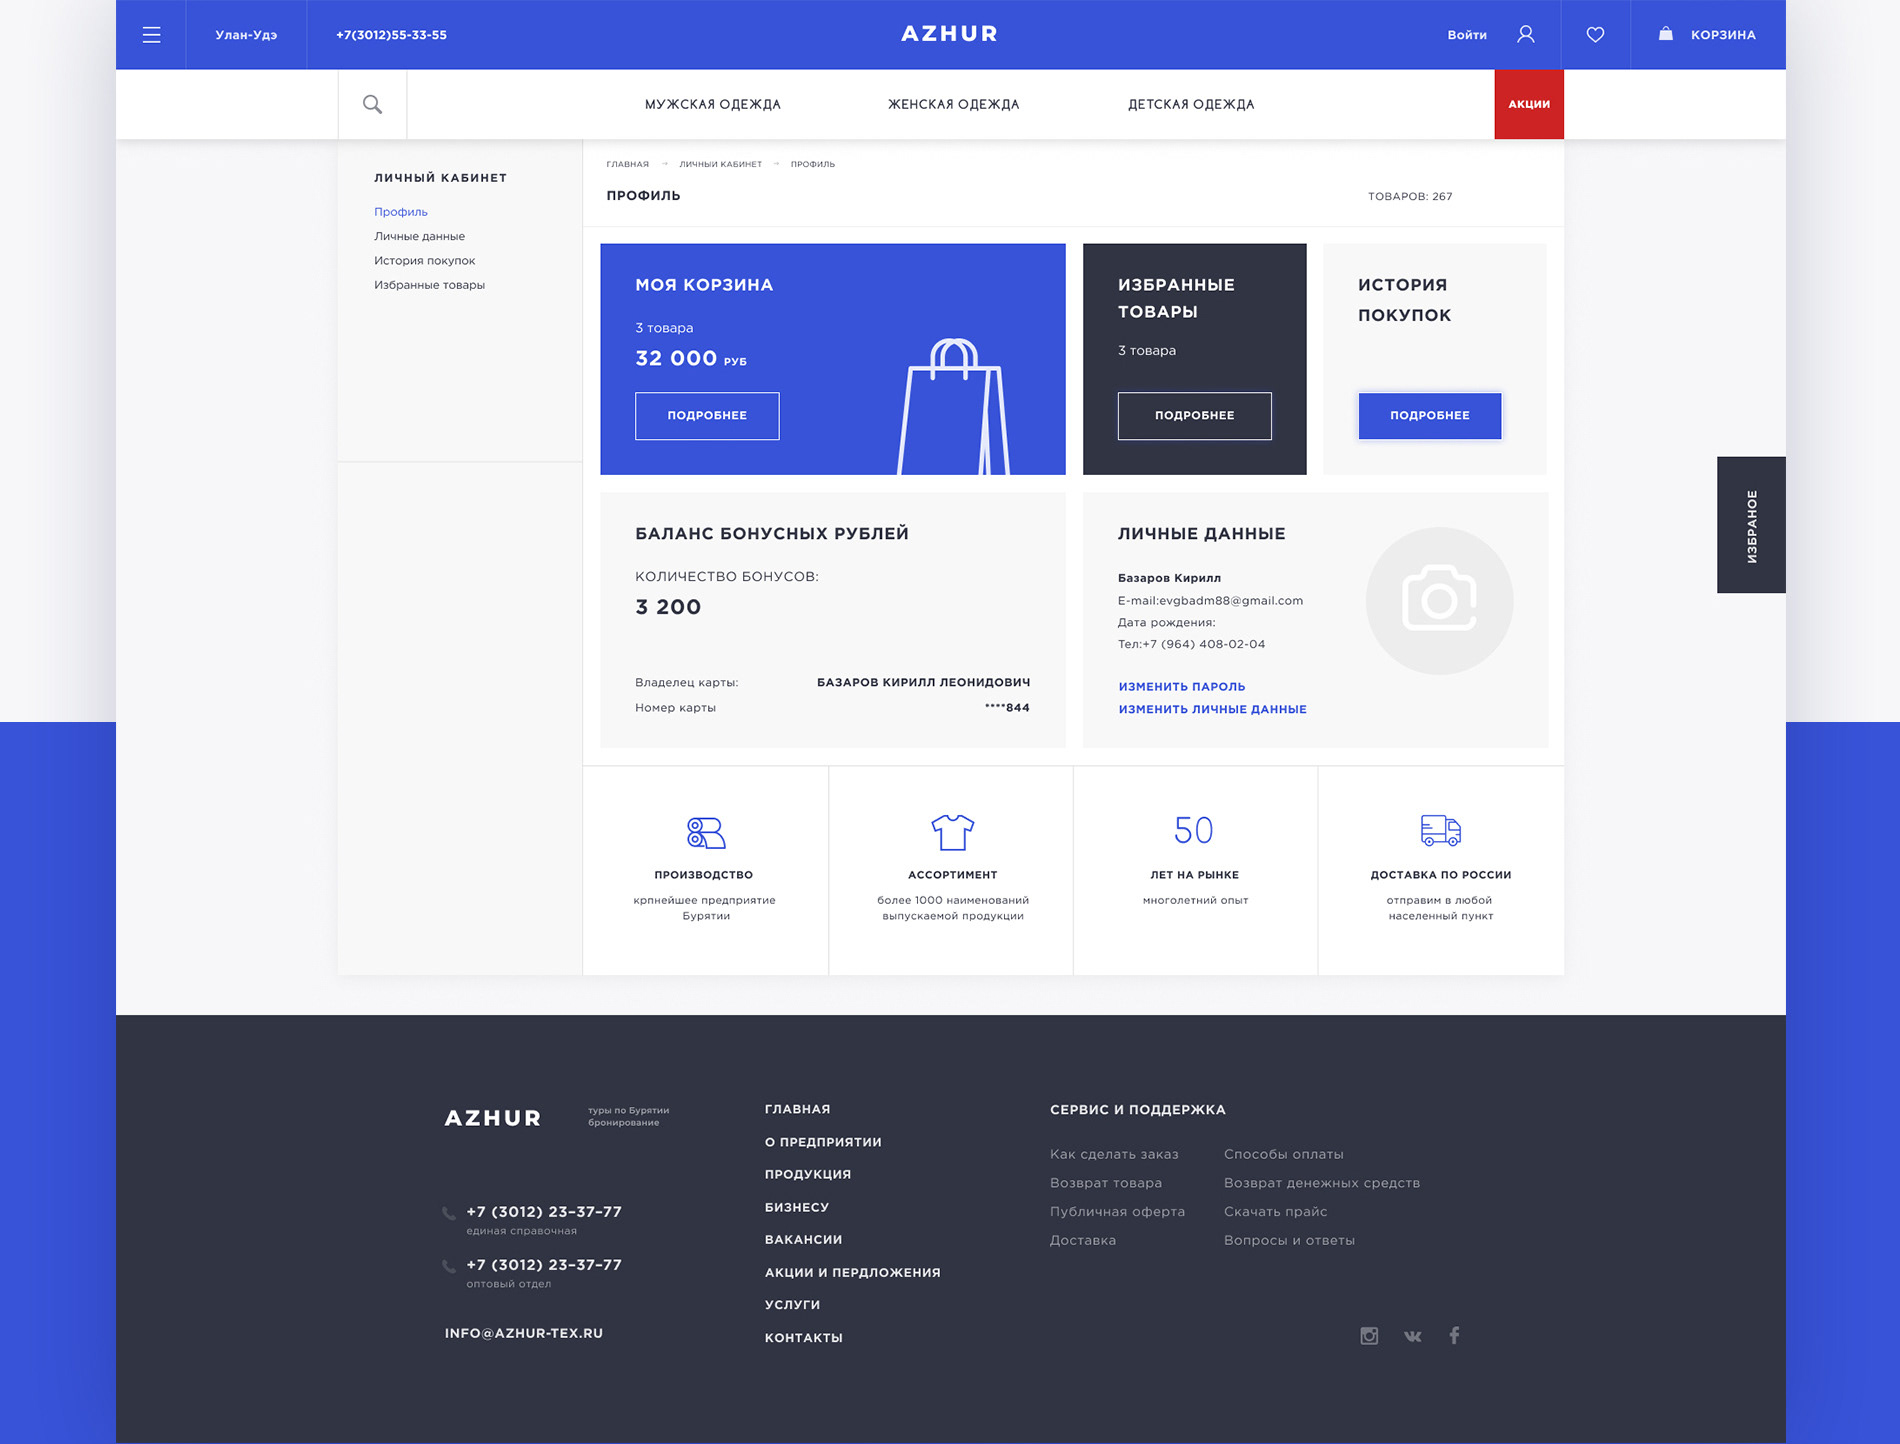 Улан-Удэ
+7(3012)55-33-55
AZHUR
Войти
КОРЗИНА
МУЖСКАЯ ОДЕЖДА
ЖЕНСКАЯ ОДЕЖДА
ДЕТСКАЯ ОДЕЖДА
АКЦИИ
ЛИЧНЫЙ КАБИНЕТ
Профиль
Личные данные
История покупок
Избранные товары
ГЛАВНАЯ → ЛИЧНЫЙ КАБИНЕТ → ПРОФИЛЬ
ПРОФИЛЬ
ТОВАРОВ: 267
МОЯ КОРЗИНА
3 товара
32 000 РУБ
ПОДРОБНЕЕ
ИЗБРАННЫЕ
ТОВАРЫ
3 товара
ПОДРОБНЕЕ
ИСТОРИЯ
ПОКУПОК
ПОДРОБНЕЕ
ИЗБРАНОЕ
БАЛАНС БОНУСНЫХ РУБЛЕЙ
КОЛИЧЕСТВО БОНУСОВ:
3 200
Владелец карты: БАЗАРОВ КИРИЛЛ ЛЕОНИДОВИЧ
Номер карты ****844
ЛИЧНЫЕ ДАННЫЕ
Базаров Кирилл
E-mail:evgbadm88@gmail.com
Дата рождения:
Тел:+7 (964) 408-02-04
ИЗМЕНИТЬ ПАРОЛЬ
ИЗМЕНИТЬ ЛИЧНЫЕ ДАННЫЕ
ПРОИЗВОДСТВО
крпнейшее предприятие
Бурятии
АССОРТИМЕНТ
более 1000 наименований
выпускаемой продукции
50
ЛЕТ НА РЫНКЕ
многолетний опыт
ДОСТАВКА ПО РОССИИ
отправим в любой
населенный пункт
AZHUR
туры по Бурятии
бронирование
+7 (3012) 23-37-77
единая справочная
+7 (3012) 23-37-77
оптовый отдел
INFO@AZHUR-TEX.RU
ГЛАВНАЯ
О ПРЕДПРИЯТИИ
ПРОДУКЦИЯ
БИЗНЕСУ
ВАКАНСИИ
АКЦИИ И ПЕРДЛОЖЕНИЯ
УСЛУГИ
КОНТАКТЫ
СЕРВИС И ПОДДЕРЖКА
Как сделать заказ
Возврат товара
Публичная оферта
Доставка
Способы оплаты
Возврат денежных средств
Скачать прайс
Вопросы и ответы